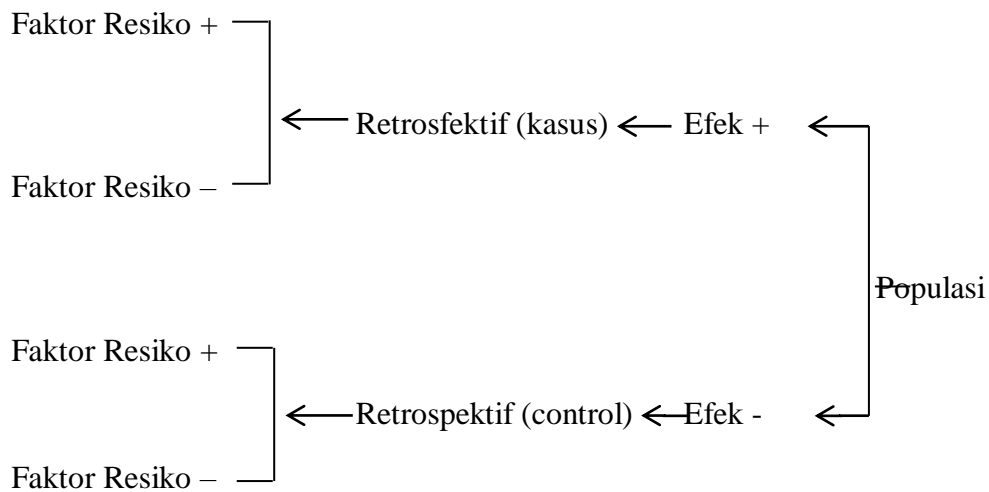 Faktor Resiko +
Retrosfektif (kasus) Efek +
Faktor Resiko –
Populasi
Faktor Resiko +
Retrospektif (control) Efek -
Faktor Resiko –